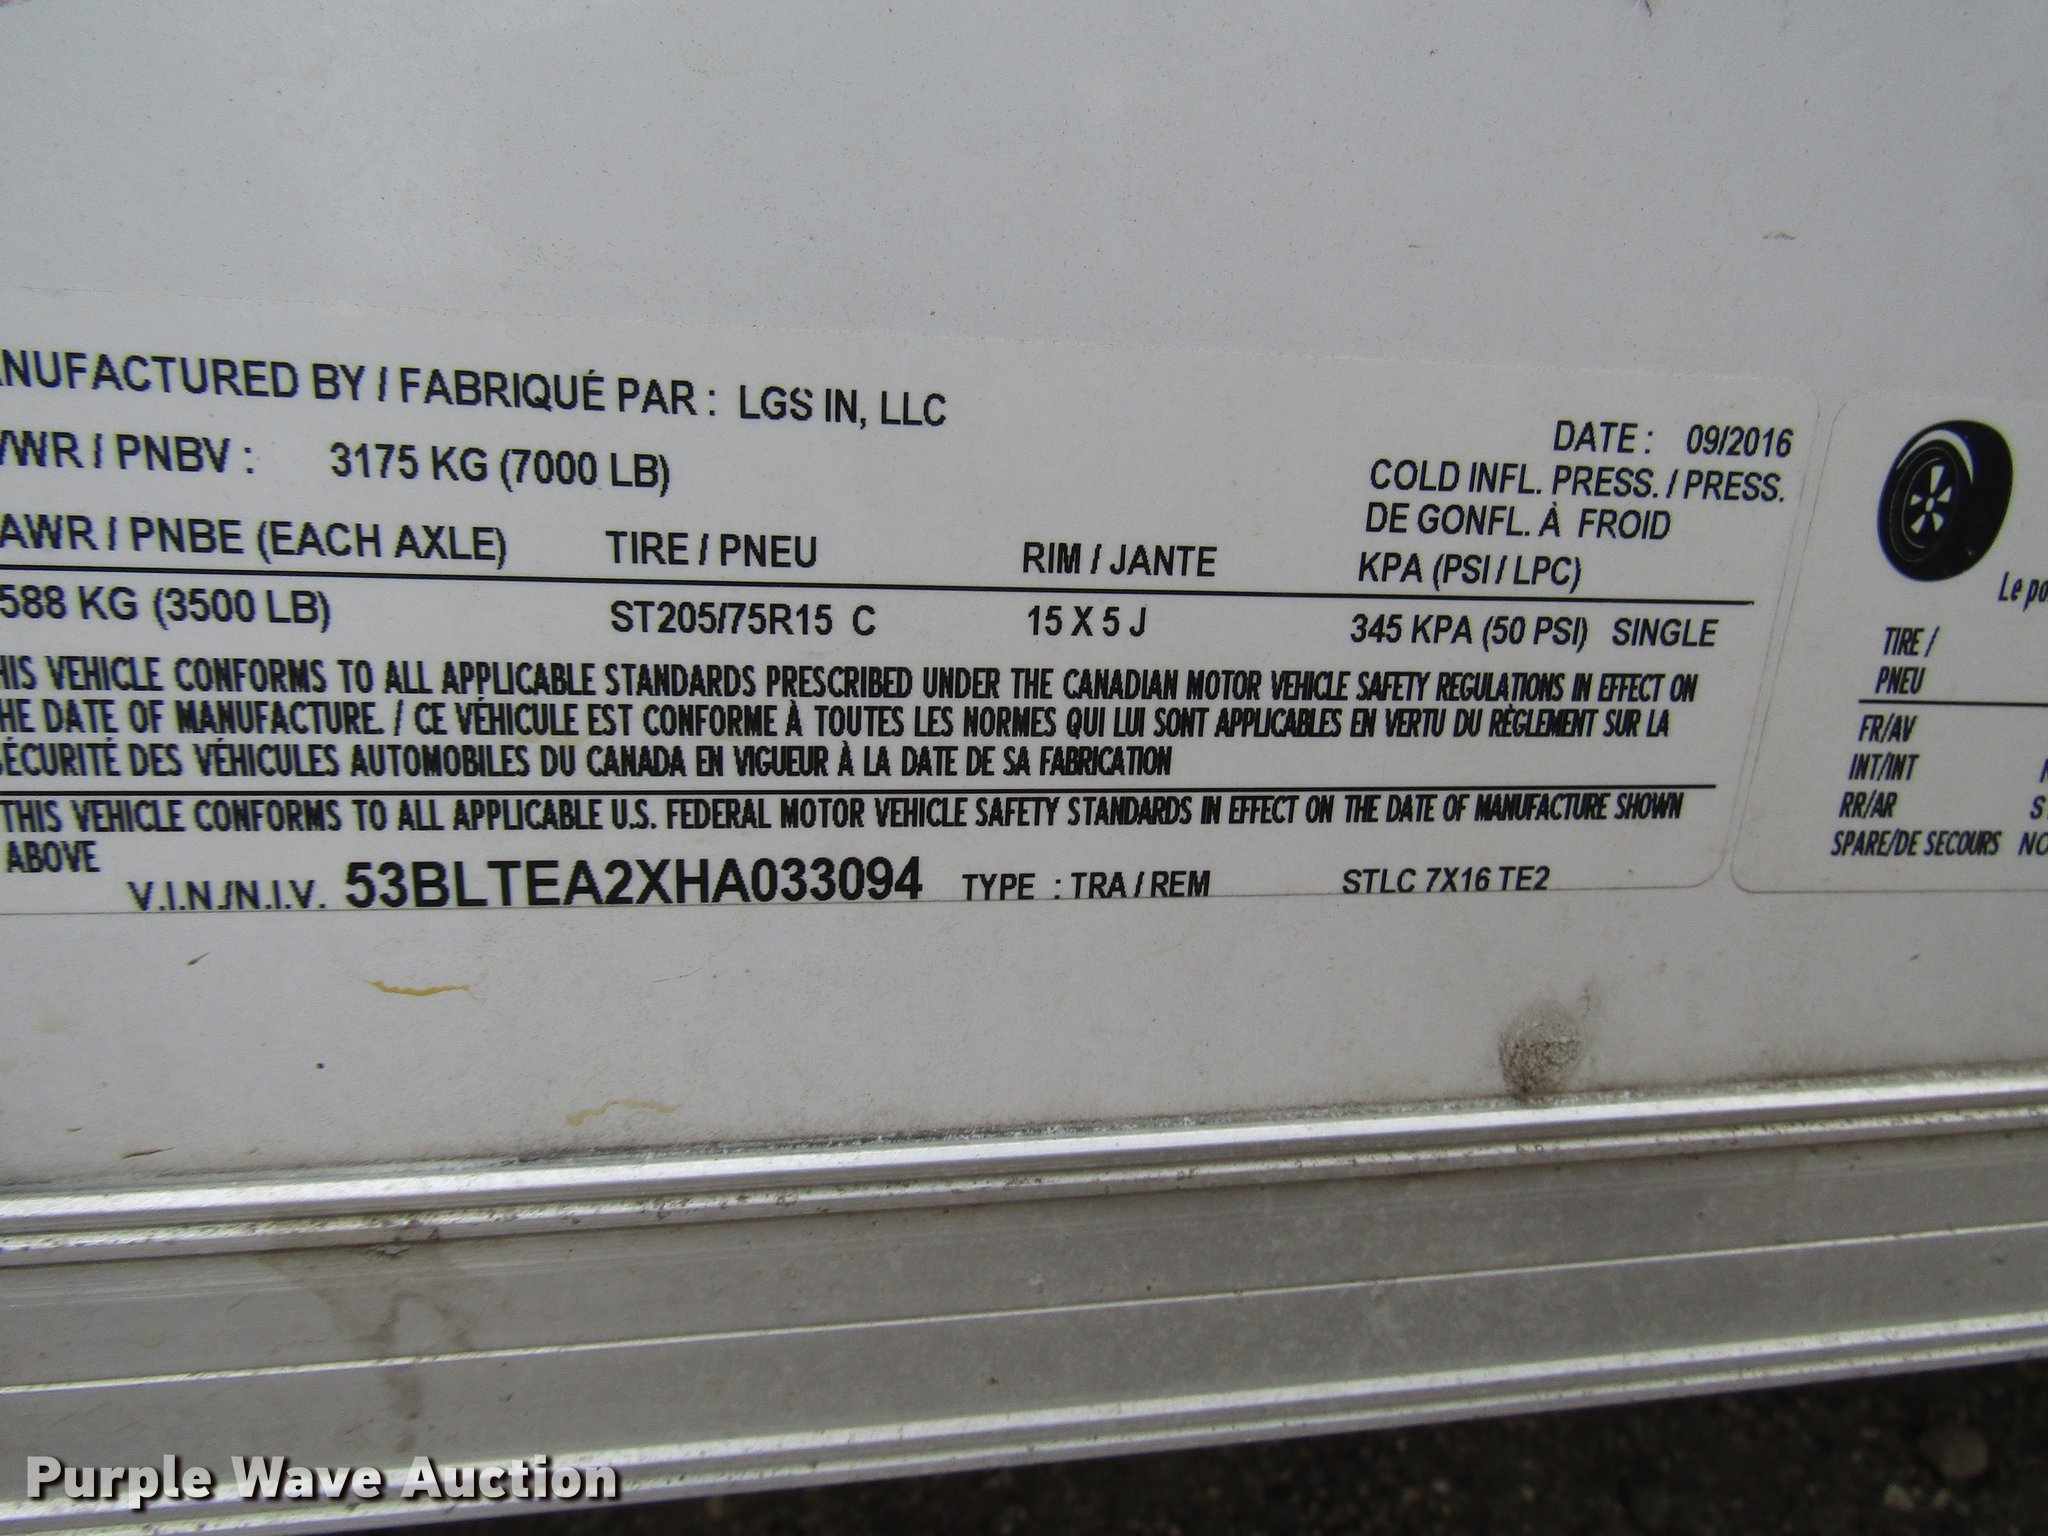 NUFACTURED BY / FABRIQUÉ PAR : LGS IN, LLC
DATE : 09/2016
VWR / PNBV : 3175 KG (7000 LB)
COLD INFL. PRESS. / PRESS.
DE GONFL. À FROID
AWR / PNBE (EACH AXLE) TIRE / PNEU RIM / JANTE KPA (PSI / LPC)
588 KG (3500 LB) ST205/75R15 C 15 X 5 J 345 KPA (50 PSI) SINGLE
HIS VEHICLE CONFORMS TO ALL APPLICABLE STANDARDS PRESCRIBED UNDER THE CANADIAN MOTOR VEHICLE SAFETY REGULATIONS IN EFFECT ON
HE DATE OF MANUFACTURE. / CE VÉHICULE EST CONFORME À TOUTES LES NORMES QUI LUI SONT APPLICABLES EN VERTU DU RÈGLEMENT SUR LA
SÉCURITÉ DES VÉHICULES AUTOMOBILES DU CANADA EN VIGUEUR À LA DATE DE SA FABRICATION
THIS VEHICLE CONFORMS TO ALL APPLICABLE U.S. FEDERAL MOTOR VEHICLE SAFETY STANDARDS IN EFFECT ON THE DATE OF MANUFACTURE SHOWN
ABOVE
V.I.N./N.I.V. 53BLTEA2XHA033094 TYPE : TRA / REM STLC 7X16 TE2
Le po
TIRE /
PNEU
FR/AV
INT/INT
RR/AR S
SPARE/DE SECOURS NO
Purple Wave Auction